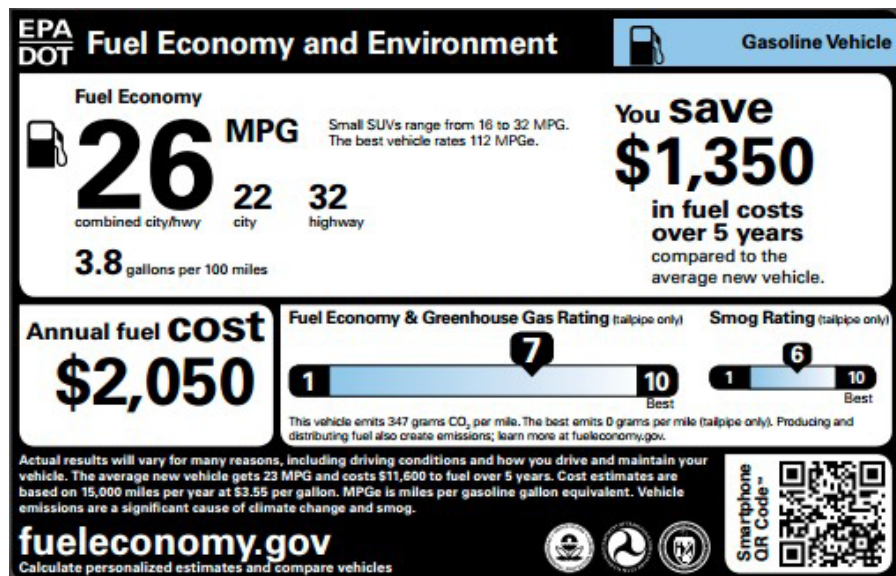 EPA
DOT
Fuel Economy and Environment
Gasoline Vehicle
Fuel Economy
26 MPG
combined city/hwy
22
city
32
highway
3.8 gallons per 100 miles
Small SUVs range from 16 to 32 MPG.
The best vehicle rates 112 MPGe.
You save
$1,350
in fuel costs
over 5 years
compared to the
average new vehicle.
Annual fuel cost
$2,050
Fuel Economy & Greenhouse Gas Rating (tailpipe only)
7
1
10
Best
Smog Rating (tailpipe only)
6
1
10
Best
This vehicle emits 347 grams CO₂ per mile. The best emits 0 grams per mile (tailpipe only). Producing and
distributing fuel also create emissions; learn more at fueleconomy.gov.
Actual results will vary for many reasons, including driving conditions and how you drive and maintain your
vehicle. The average new vehicle gets 23 MPG and costs $11,600 to fuel over 5 years. Cost estimates are
based on 15,000 miles per year at $3.55 per gallon. MPGe is miles per gasoline gallon equivalent. Vehicle
emissions are a significant cause of climate change and smog.
fueleconomy.gov
Calculate personalized estimates and compare vehicles
Smartphone
QR Code™